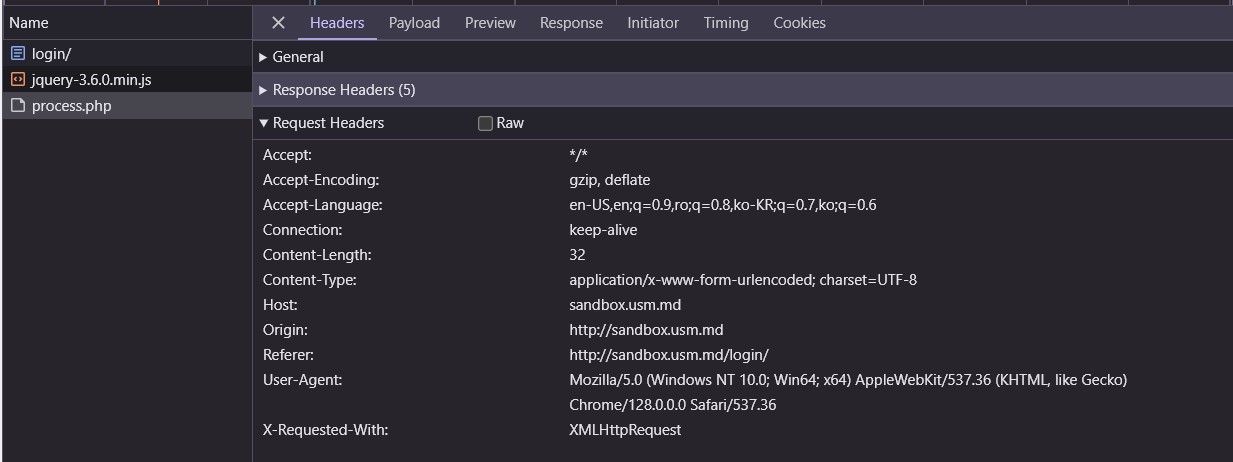 Name
Headers Payload Preview Response Initiator Timing Cookies
login/
jquery-3.6.0.min.js
process.php
General
Response Headers (5)
Request Headers Raw
Accept: */*
Accept-Encoding: gzip, deflate
Accept-Language: en-US,en;q=0.9,ro;q=0.8,ko-KR;q=0.7,ko;q=0.6
Connection: keep-alive
Content-Length: 32
Content-Type: application/x-www-form-urlencoded; charset=UTF-8
Host: sandbox.usm.md
Origin: http://sandbox.usm.md
Referer: http://sandbox.usm.md/login/
User-Agent: Mozilla/5.0 (Windows NT 10.0; Win64; x64) AppleWebKit/537.36 (KHTML, like Gecko)
Chrome/128.0.0.0 Safari/537.36
X-Requested-With: XMLHttpRequest